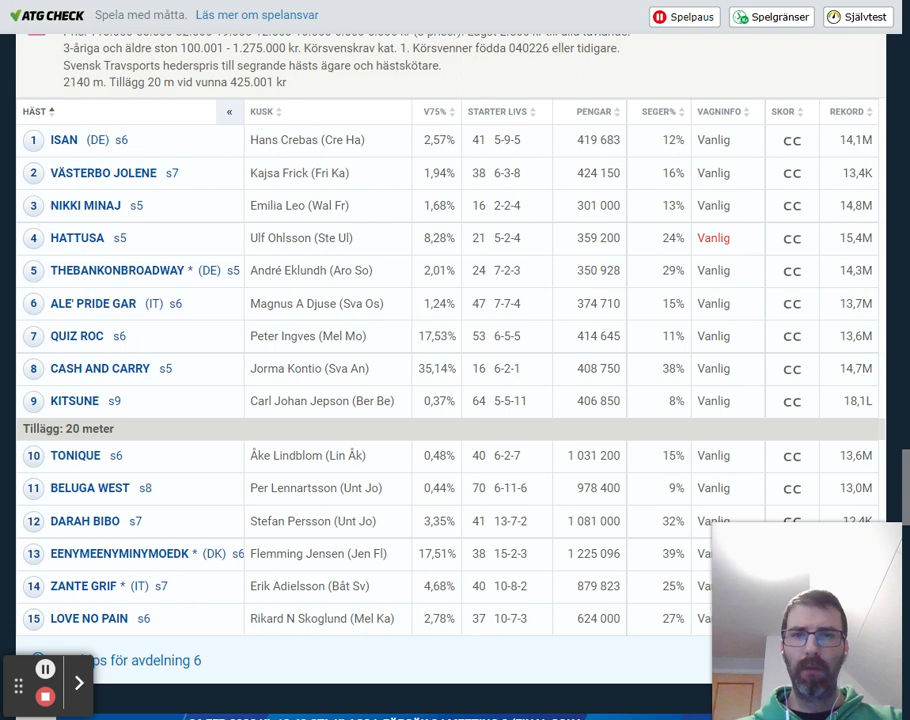 ATG CHECK Spela med måtta. Läs mer om spelansvar Spelpaus Spelgränser Självtest
3-åriga och äldre ston 100.001 - 1.275.000 kr. Körsvenskrav kat. 1. Körsvenner födda 040226 eller tidigare.
Svensk Travsports hederspris till segrande hästs ägare och hästskötare.
2140 m. Tillägg 20 m vid vunna 425.001 kr
HÄST « KUSK V75% STARTER LIVS PENGAR SEGER% VAGNINFO SKOR REKORD
1 ISAN (DE) s6 Hans Crebas (Cre Ha) 2,57% 41 5-9-5 419 683 12% Vanlig C C 14,1M
2 VÄSTERBO JOLENE s7 Kajsa Frick (Fri Ka) 1,94% 38 6-3-8 424 150 16% Vanlig C C 13,4K
3 NIKKI MINAJ s5 Emilia Leo (Wal Fr) 1,68% 16 2-2-4 301 000 13% Vanlig C C 14,8M
4 HATTUSA s5 Ulf Ohlsson (Ste Ul) 8,28% 21 5-2-4 359 200 24% Vanlig C C 15,4M
5 THEBANKONBROADWAY * (DE) s5 André Eklundh (Aro So) 2,01% 24 7-2-3 350 928 29% Vanlig C C 14,3M
6 ALE' PRIDE GAR (IT) s6 Magnus A Djuse (Sva Os) 1,24% 47 7-7-4 374 710 15% Vanlig C C 13,7M
7 QUIZ ROC s6 Peter Ingves (Mel Mo) 17,53% 53 6-5-5 414 645 11% Vanlig C C 13,6M
8 CASH AND CARRY s5 Jorma Kontio (Sva An) 35,14% 16 6-2-1 408 750 38% Vanlig C C 14,7M
9 KITSUNE s9 Carl Johan Jepson (Ber Be) 0,37% 64 5-5-11 406 850 8% Vanlig C C 18,1L
Tillägg: 20 meter
10 TONIQUE s6 Åke Lindblom (Lin Åk) 0,48% 40 6-2-7 1 031 200 15% Vanlig C C 13,6M
11 BELUGA WEST s8 Per Lennartsson (Unt Jo) 0,44% 70 6-11-6 978 400 9% Vanlig C C 13,0M
12 DARAH BIBO s7 Stefan Persson (Unt Jo) 3,35% 41 13-7-2 1 081 000 32% Vanlig C C 12,4K
13 EENYMEENYMINYMOEDK * (DK) s6 Flemming Jensen (Jen Fl) 17,51% 38 15-2-3 1 225 096 39% Va
14 ZANTE GRIF * (IT) s7 Erik Adielsson (Båt Sv) 4,68% 40 10-8-2 879 823 25% Va
15 LOVE NO PAIN s6 Rikard N Skoglund (Mel Ka) 2,78% 37 10-7-3 624 000 27% Va
ps för avdelning 6